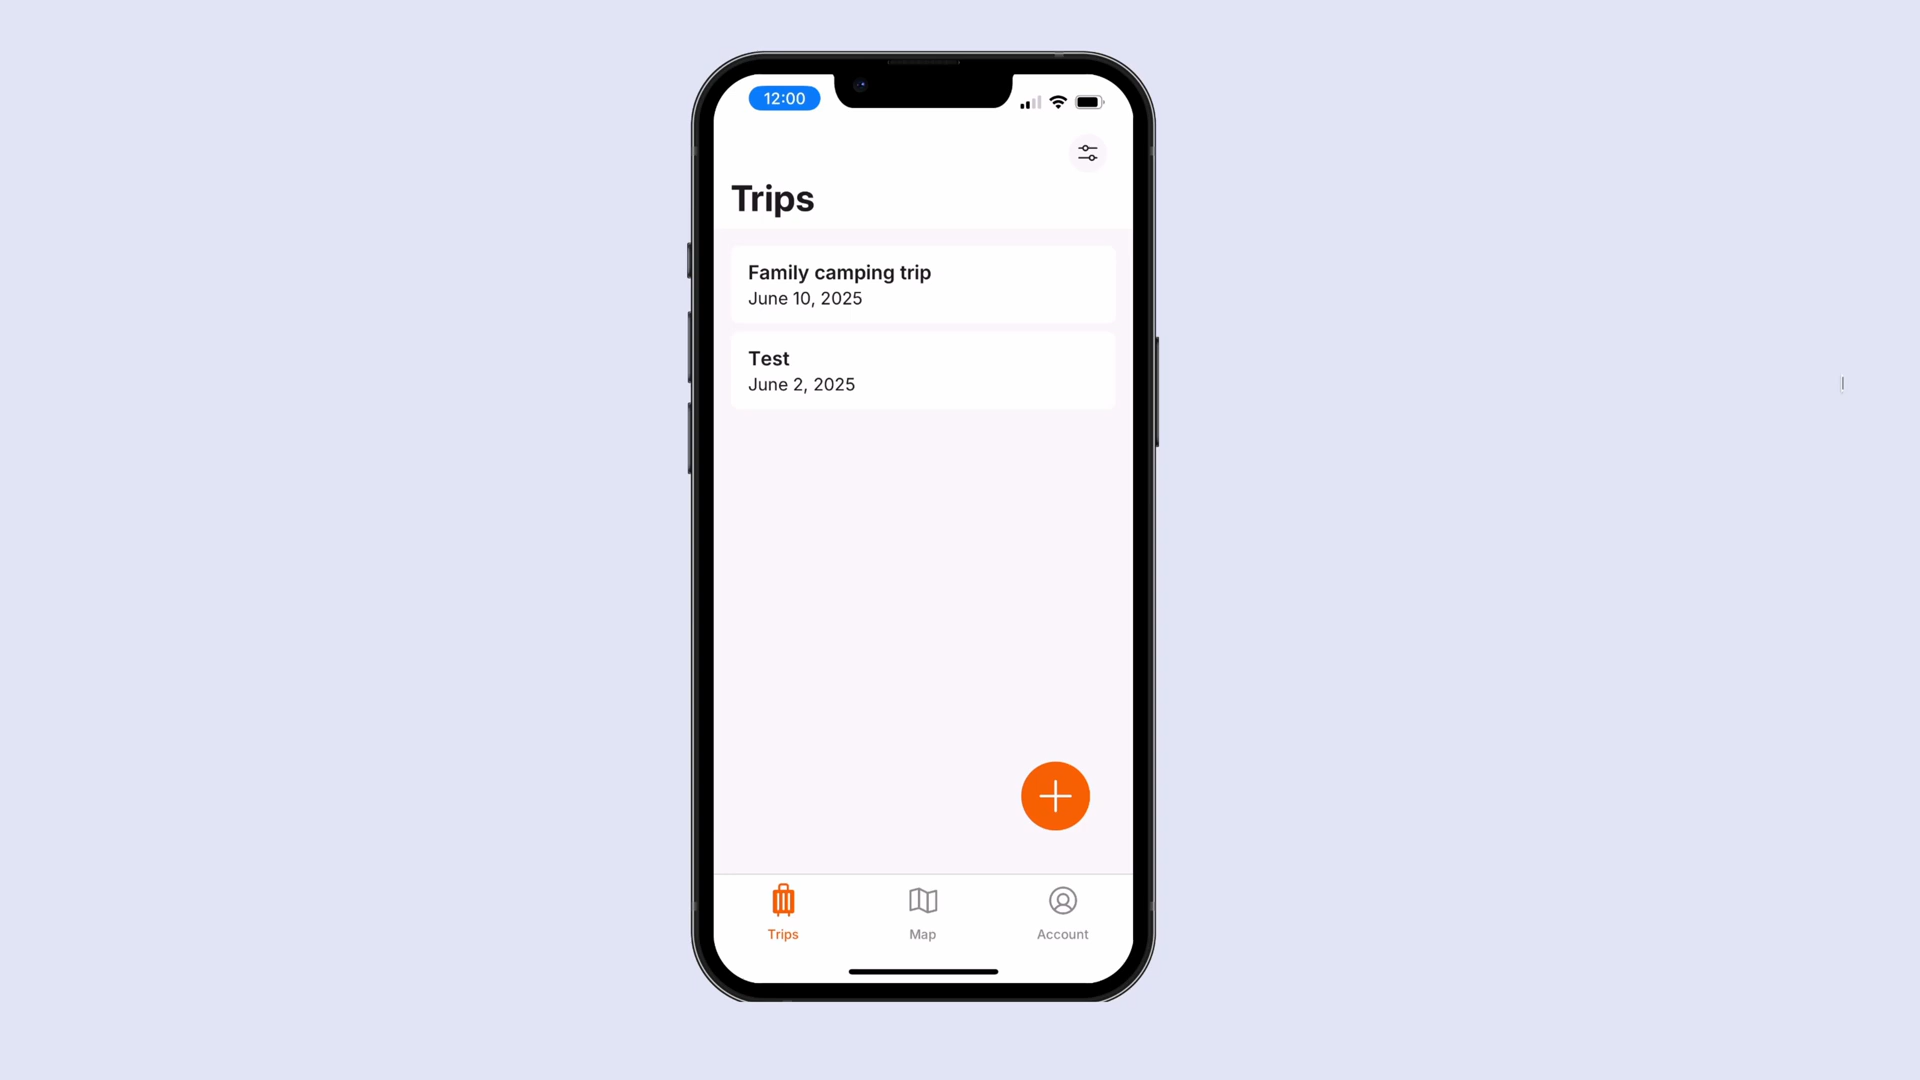 12:00
Trips
Family camping trip
June 10, 2025
Test
June 2, 2025
Trips
Map
Account